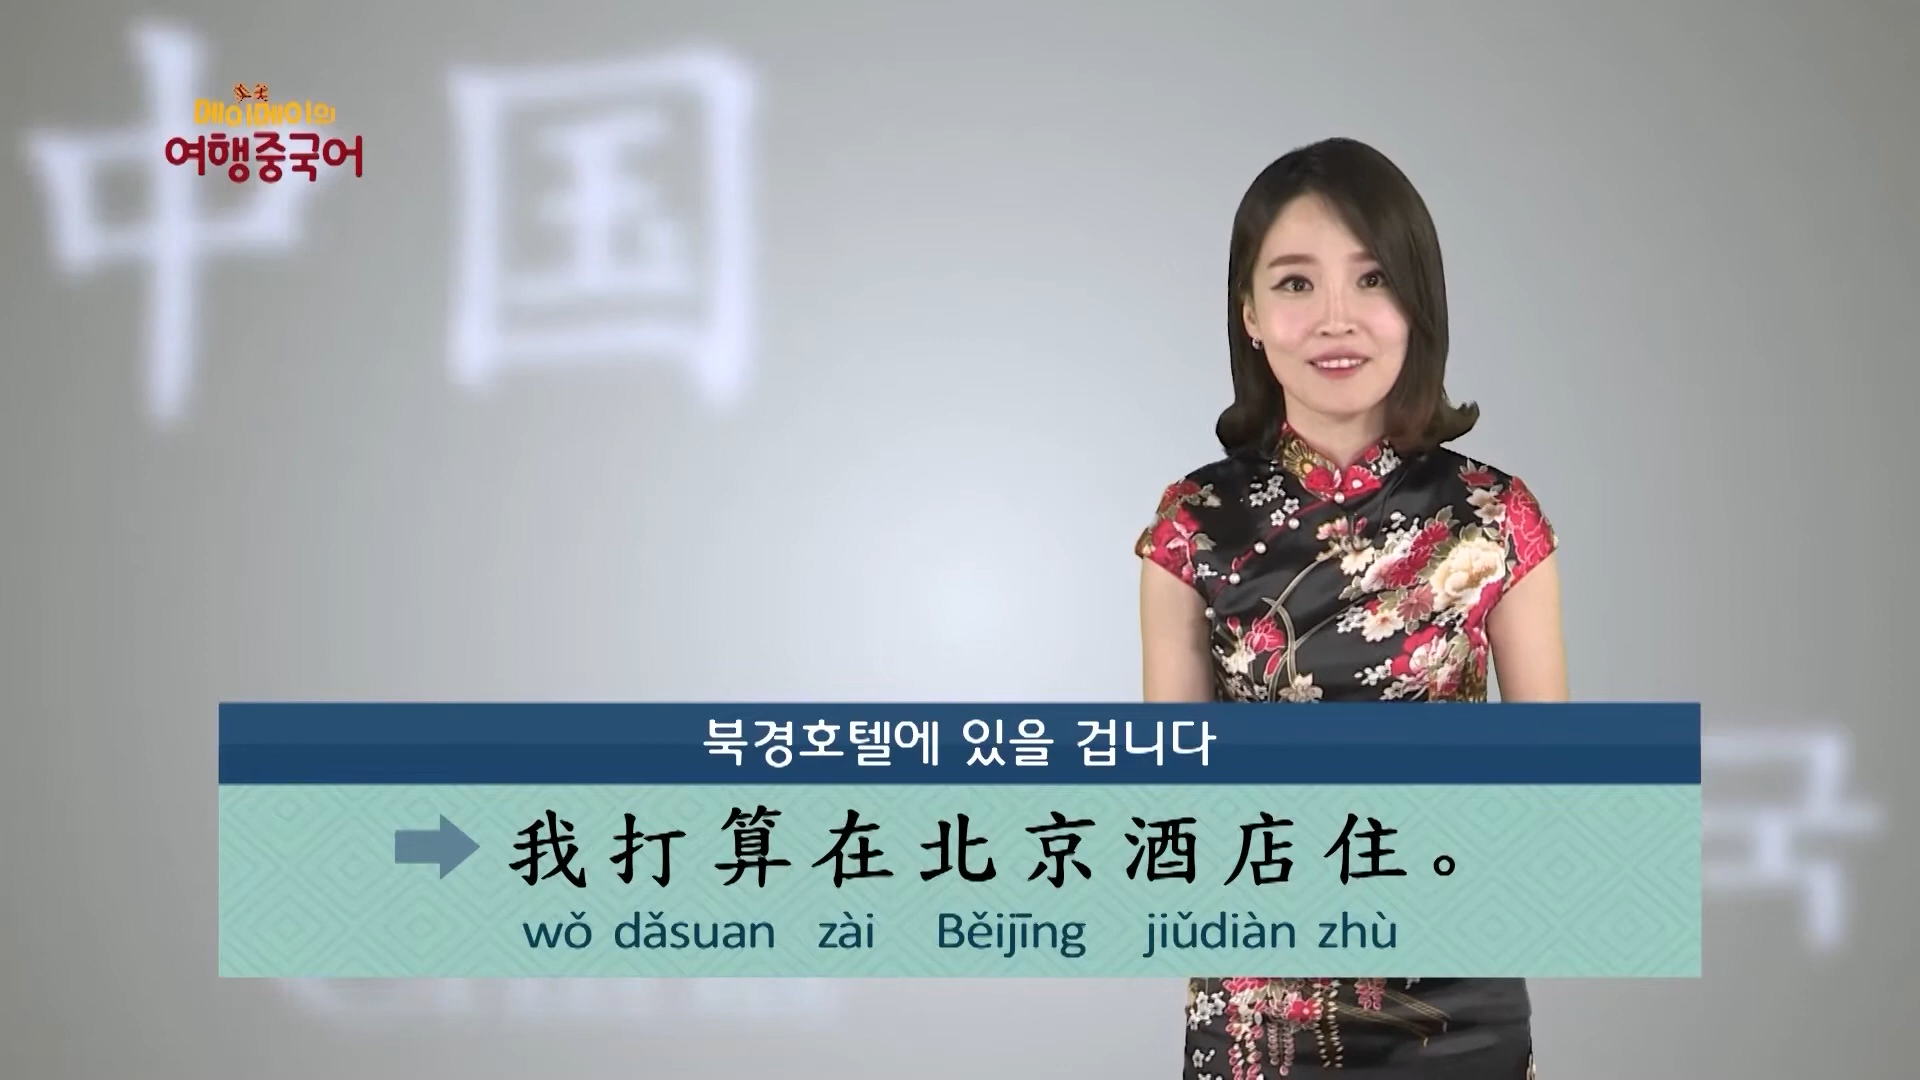 中国
메이메이의
여행중국어
북경호텔에 있을 겁니다
我打算在北京酒店住。
wǒ dǎsuan zài Běijīng jiǔdiàn zhù